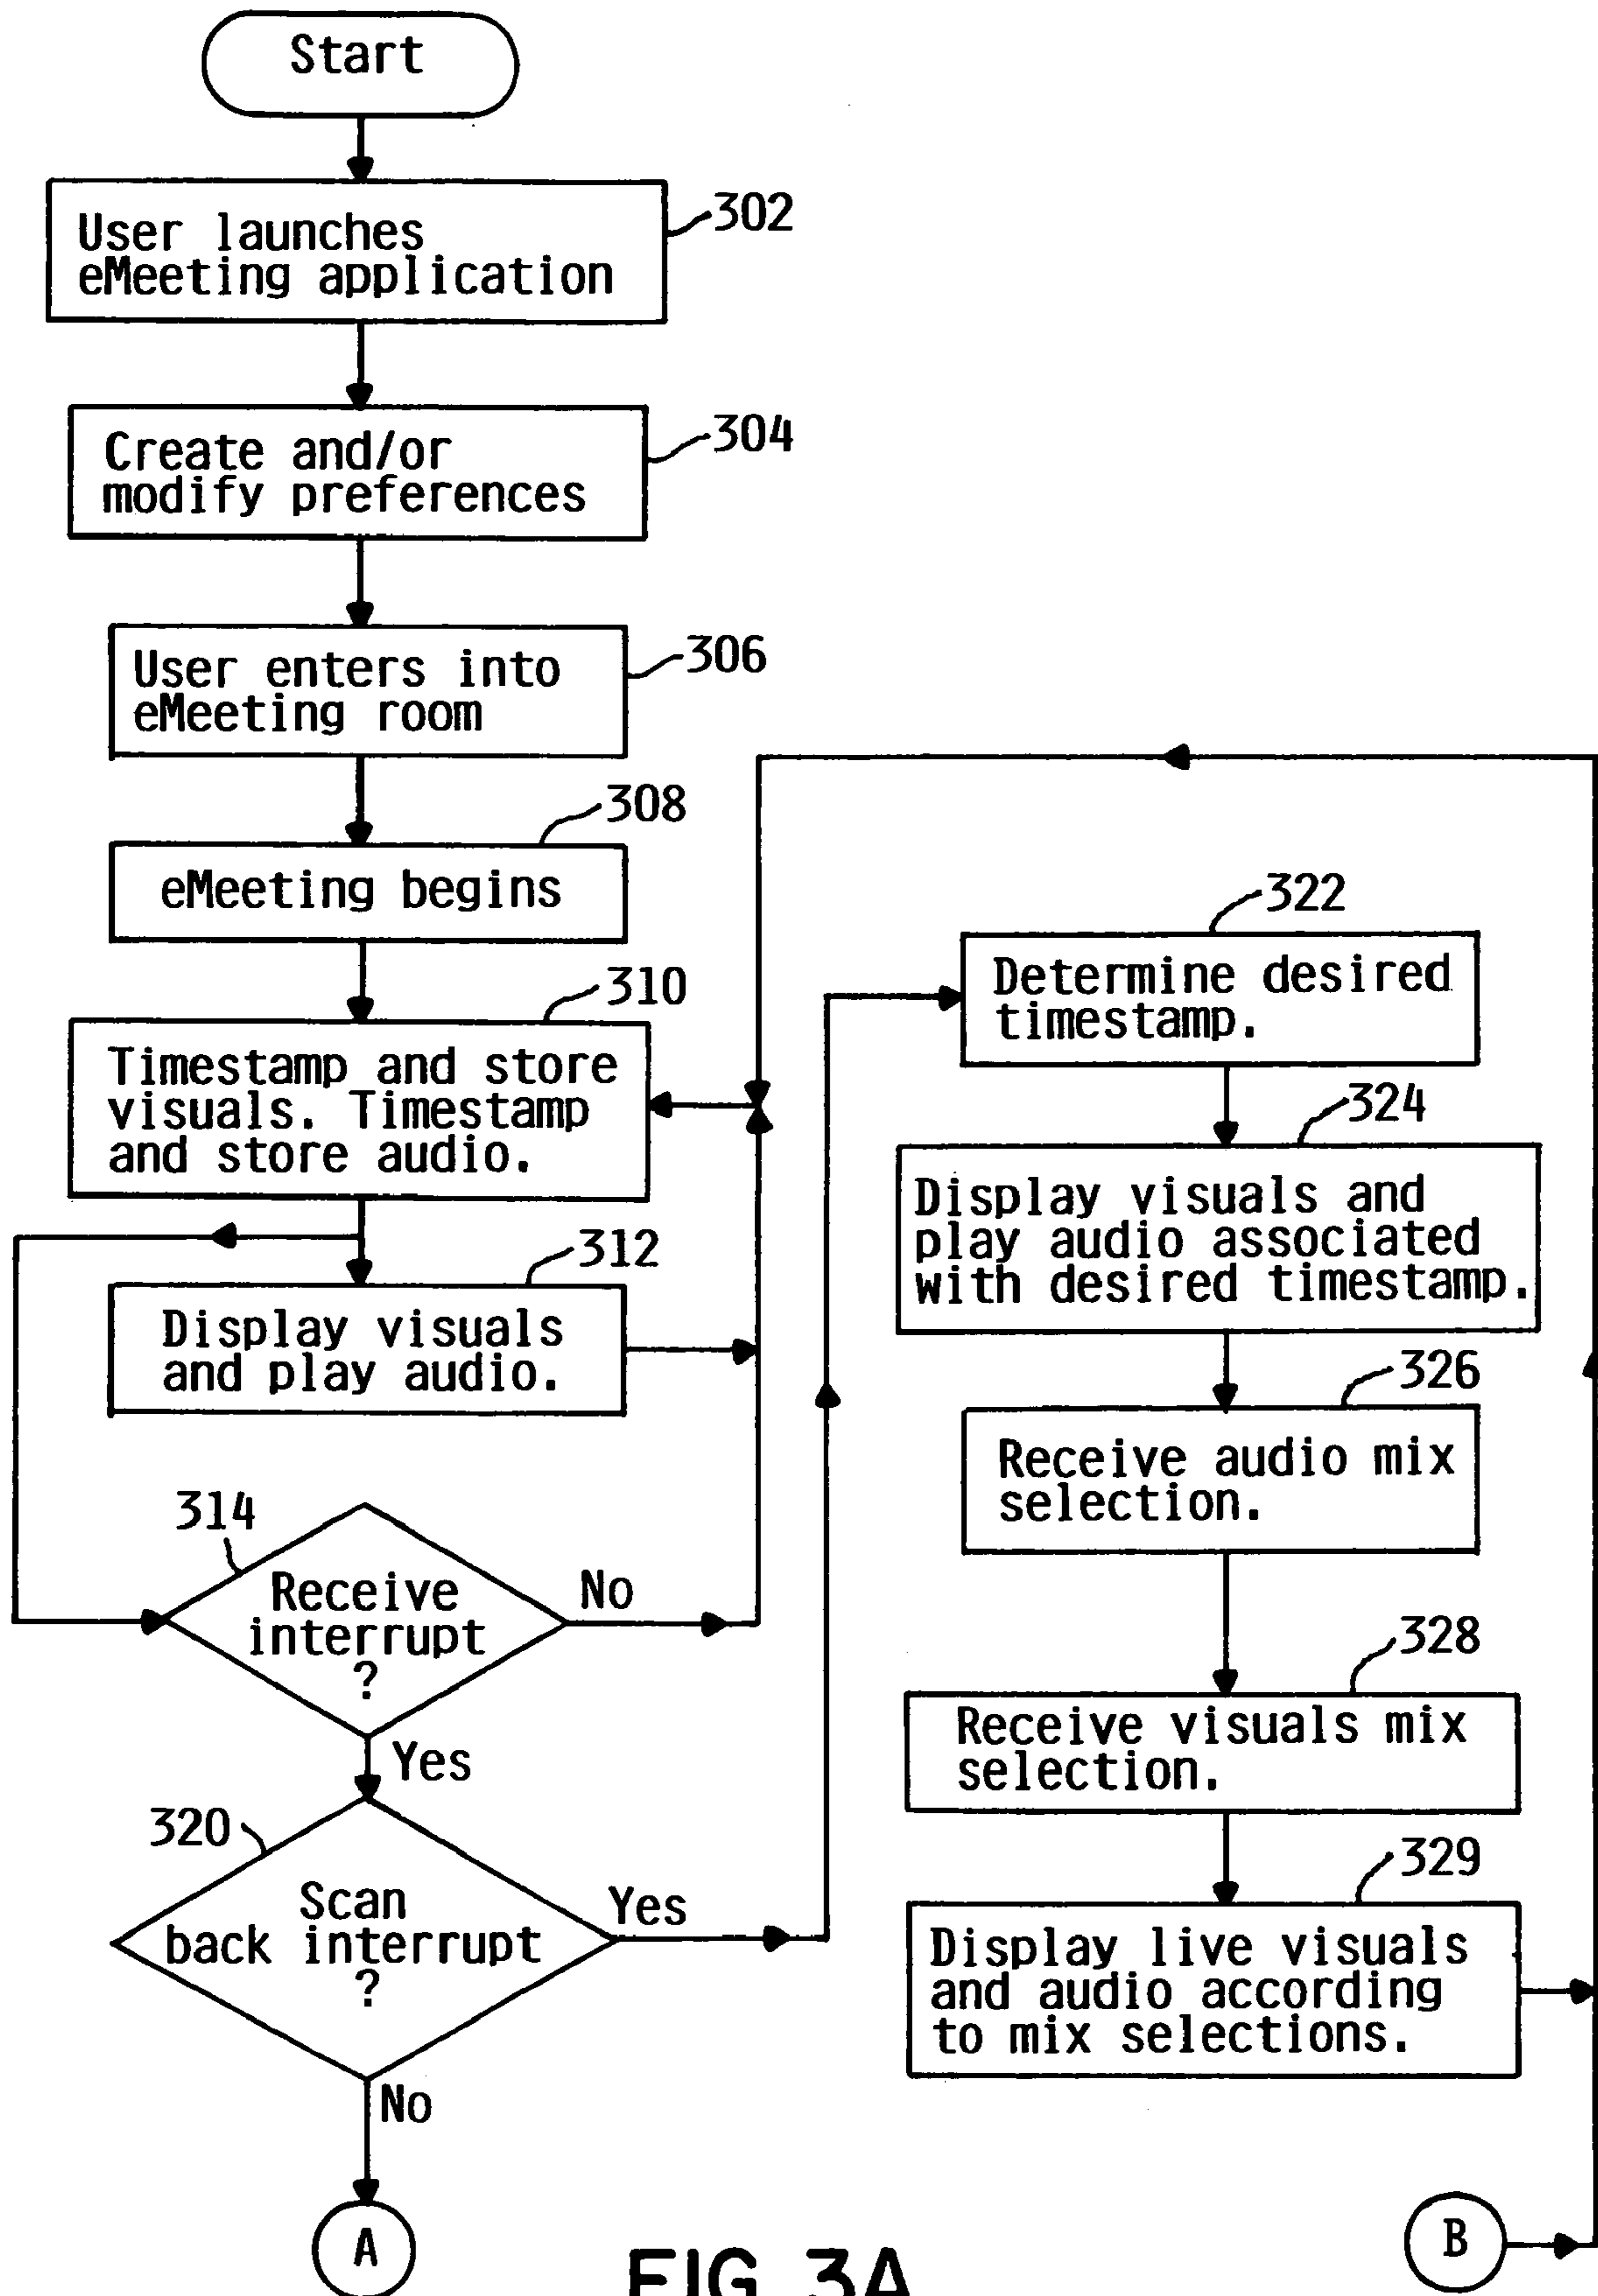 Start
302
User launches
eMeeting application
304
Create and/or
modify preferences
306
User enters into
eMeeting room
308
eMeeting begins
310
Timestamp and store
visuals. Timestamp
and store audio.
312
Display visuals
and play audio.
314
Receive
interrupt
?
No
Yes
320
Scan
back interrupt
?
Yes
No
A
322
Determine desired
timestamp.
324
Display visuals and
play audio associated
with desired timestamp.
326
Receive audio mix
selection.
328
Receive visuals mix
selection.
329
Display live visuals
and audio according
to mix selections.
B
FIG. 3A